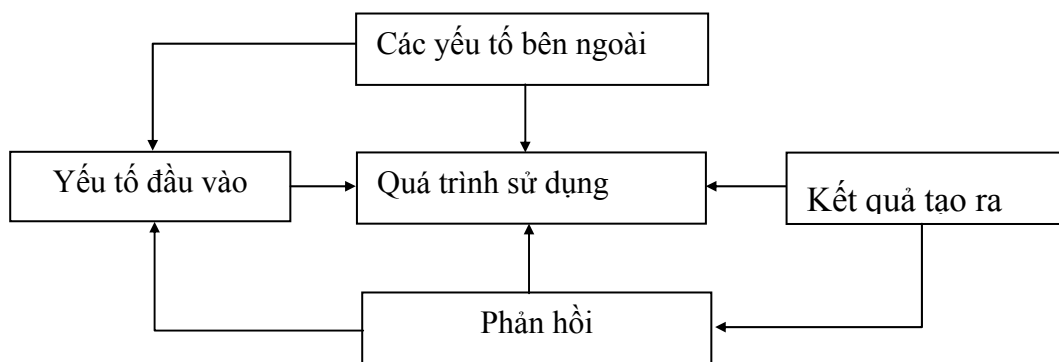 Các yếu tố bên ngoài
Yếu tố đầu vào
Quá trình sử dụng
Kết quả tạo ra
Phản hồi